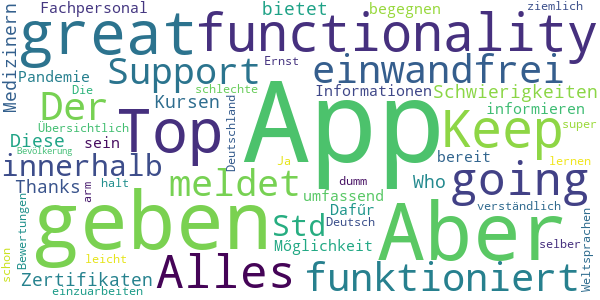 Fachpersonal
bietet
begegnen
ziemlich
Medizinern
great
functionality
Support
einwandfrei
Pandemie
Die
Ernst
schlechte
Informationen
Schwierigkeiten
Der
Top
App
Keep
Kursen
informieren
Übersichtlich
super
Diese
sein
Deutschland
Bevölkerung
innerhalb
Ja
bereit
lernen
Thanks
arm
halt
meldet
dumm
umfassend
Who
going
Bewertungen
geben
Std
Dafür
Deutsch
Aber
verständlich
selber
Möglichkeit
Weltsprachen
schon
leicht
Alles
funktioniert
Zertifikaten
einzuarbeiten